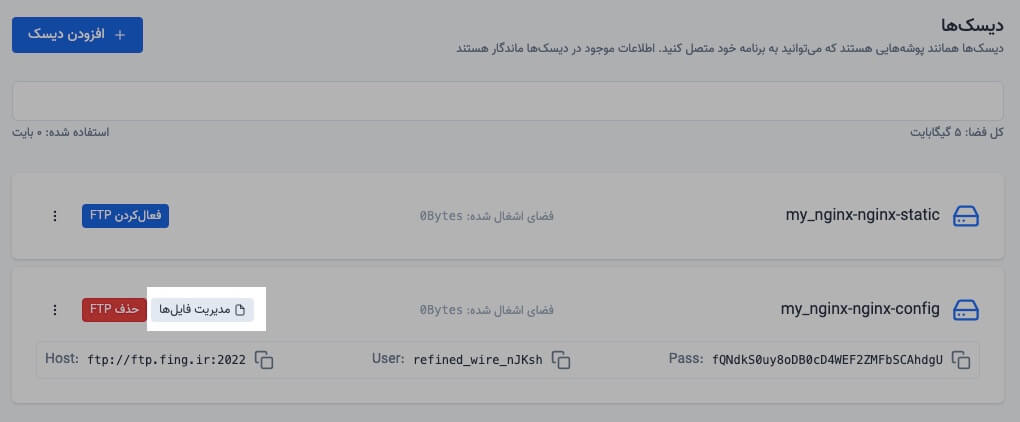 دیسک‌ها
افزودن دیسک +
دیسک‌ها همانند پوشه‌هایی هستند که می‌توانید به برنامه خود متصل کنید. اطلاعات موجود در دیسک‌ها ماندگار هستند
کل فضا: ۵ گیگابایت
استفاده شده: ۰ بایت
my_nginx-nginx-static
فضای اشغال شده: 0Bytes
فعال‌کردن FTP
my_nginx-nginx-config
فضای اشغال شده: 0Bytes
مدیریت فایل‌ها
حذف FTP
Host: ftp://ftp.fing.ir:2022
User: refined_wire_nJKsh
Pass: fQNdkS0uy8oDB0cD4WEF2ZMFbSCAhdgU